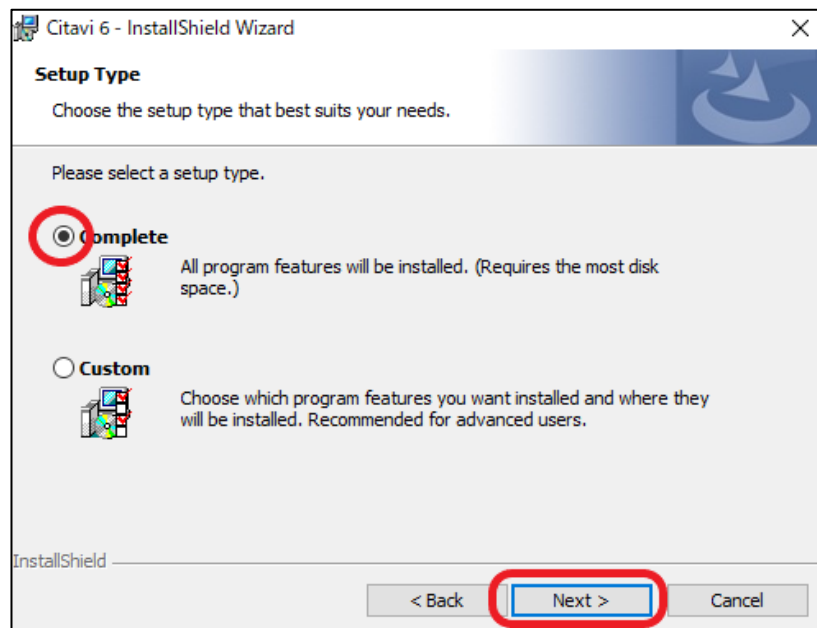 Citavi 6 - InstallShield Wizard
Setup Type
Choose the setup type that best suits your needs.
Please select a setup type.
Complete
All program features will be installed. (Requires the most disk
space.)
Custom
Choose which program features you want installed and where they
will be installed. Recommended for advanced users.
InstallShield
< Back Next > Cancel